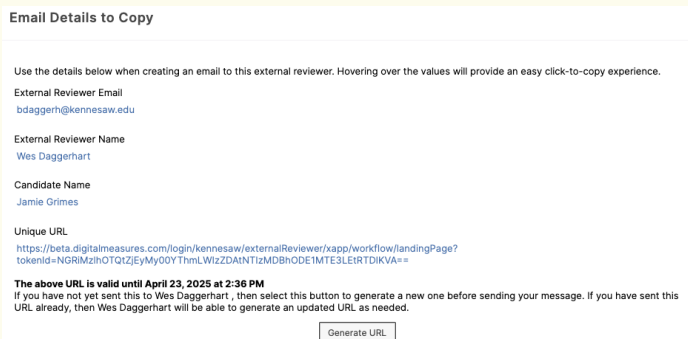 Email Details to Copy
Use the details below when creating an email to this external reviewer. Hovering over the values will provide an easy click-to-copy experience.
External Reviewer Email
bdaggerh@kennesaw.edu
External Reviewer Name
Wes Daggerhart
Candidate Name
Jamie Grimes
Unique URL
https://beta.digitalmeasures.com/login/kennesaw/externalReviewer/xapp/workflow/landingPage?
tokenId=NGRiMzlhOTQtZjEyMy00YThmLWIzZDAtNTIzMDBhODE1MTE3LEtRTDlKVA==
The above URL is valid until April 23, 2025 at 2:36 PM
If you have not yet sent this to Wes Daggerhart , then select this button to generate a new one before sending your message. If you have sent this
URL already, then Wes Daggerhart will be able to generate an updated URL as needed.
Generate URL